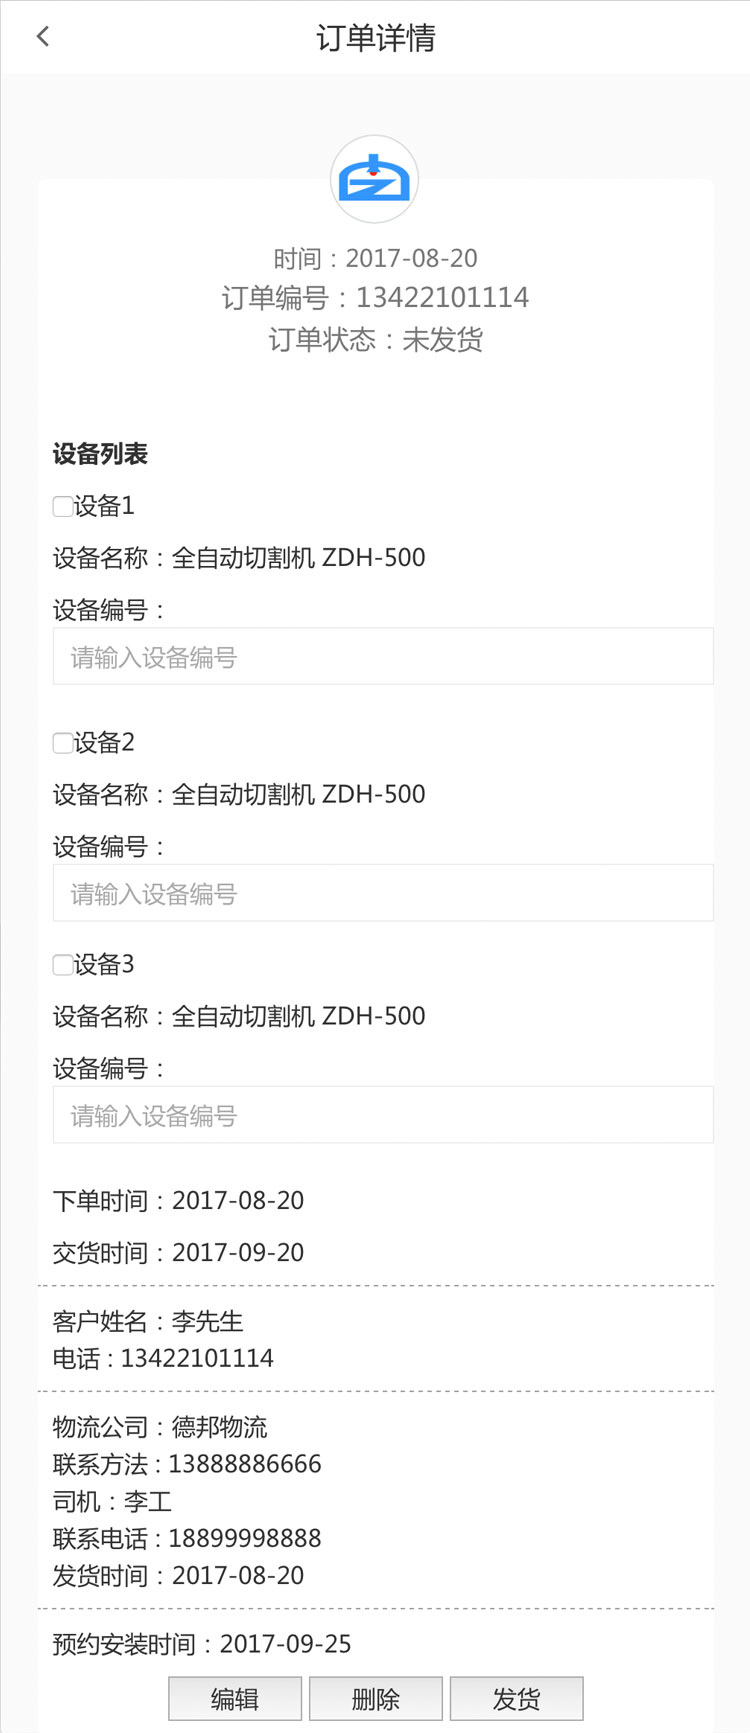 订单详情
时间：2017-08-20
订单编号：13422101114
订单状态：未发货
设备列表
设备1
设备名称：全自动切割机 ZDH-500
设备编号：
请输入设备编号
设备2
设备名称：全自动切割机 ZDH-500
设备编号：
请输入设备编号
设备3
设备名称：全自动切割机 ZDH-500
设备编号：
请输入设备编号
下单时间：2017-08-20
交货时间：2017-09-20
客户姓名：李先生
电话：13422101114
物流公司：德邦物流
联系方法：13888886666
司机：李工
联系电话：18899998888
发货时间：2017-08-20
预约安装时间：2017-09-25
编辑 删除 发货